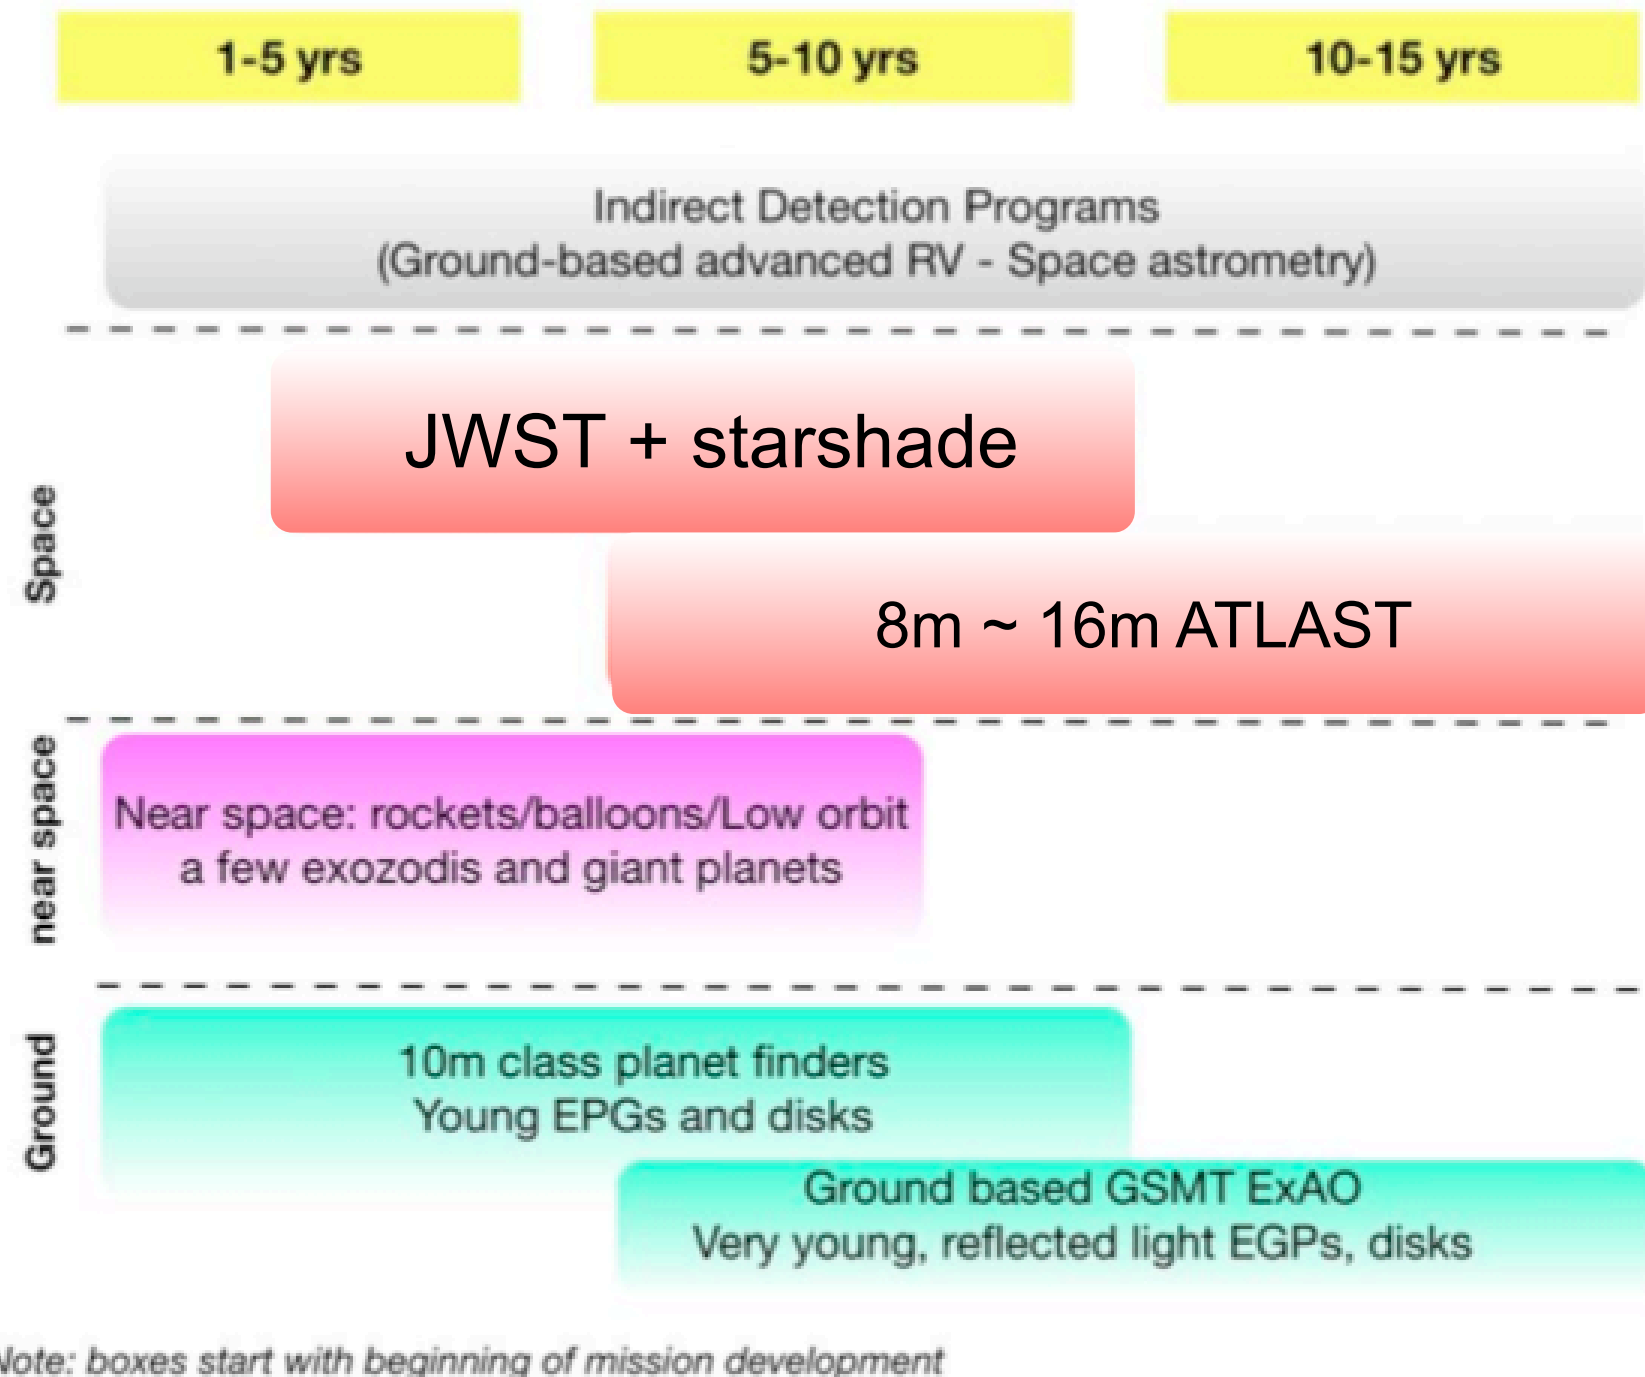 1-5 yrs
5-10 yrs
10-15 yrs
Indirect Detection Programs
(Ground-based advanced RV - Space astrometry)
Space
JWST + starshade
8m ~ 16m ATLAST
near space
Near space: rockets/balloons/Low orbit
a few exozodis and giant planets
Ground
10m class planet finders
Young EPGs and disks
Ground based GSMT ExAO
Very young, reflected light EGPs, disks
Note: boxes start with beginning of mission development